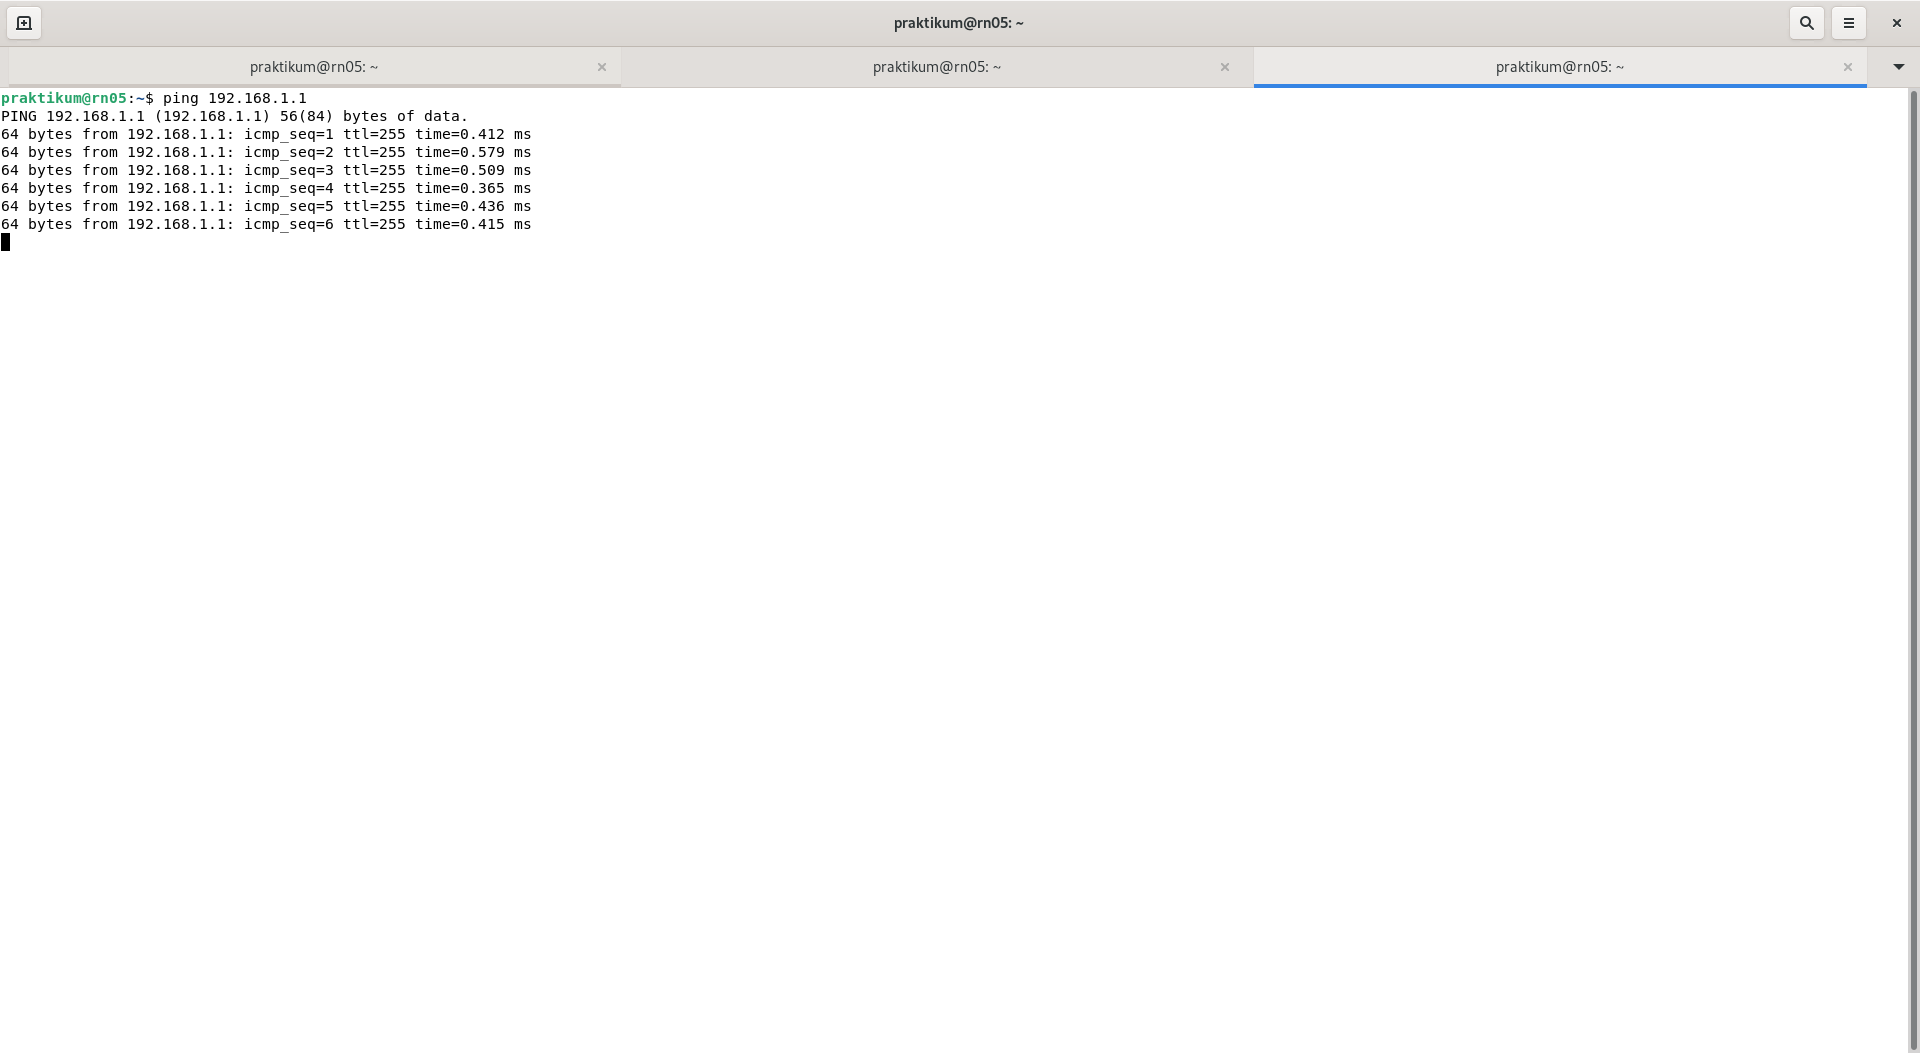 praktikum@rn05: ~
praktikum@rn05: ~
praktikum@rn05: ~
praktikum@rn05: ~
praktikum@rn05:~$ ping 192.168.1.1
PING 192.168.1.1 (192.168.1.1) 56(84) bytes of data.
64 bytes from 192.168.1.1: icmp_seq=1 ttl=255 time=0.412 ms
64 bytes from 192.168.1.1: icmp_seq=2 ttl=255 time=0.579 ms
64 bytes from 192.168.1.1: icmp_seq=3 ttl=255 time=0.509 ms
64 bytes from 192.168.1.1: icmp_seq=4 ttl=255 time=0.365 ms
64 bytes from 192.168.1.1: icmp_seq=5 ttl=255 time=0.436 ms
64 bytes from 192.168.1.1: icmp_seq=6 ttl=255 time=0.415 ms